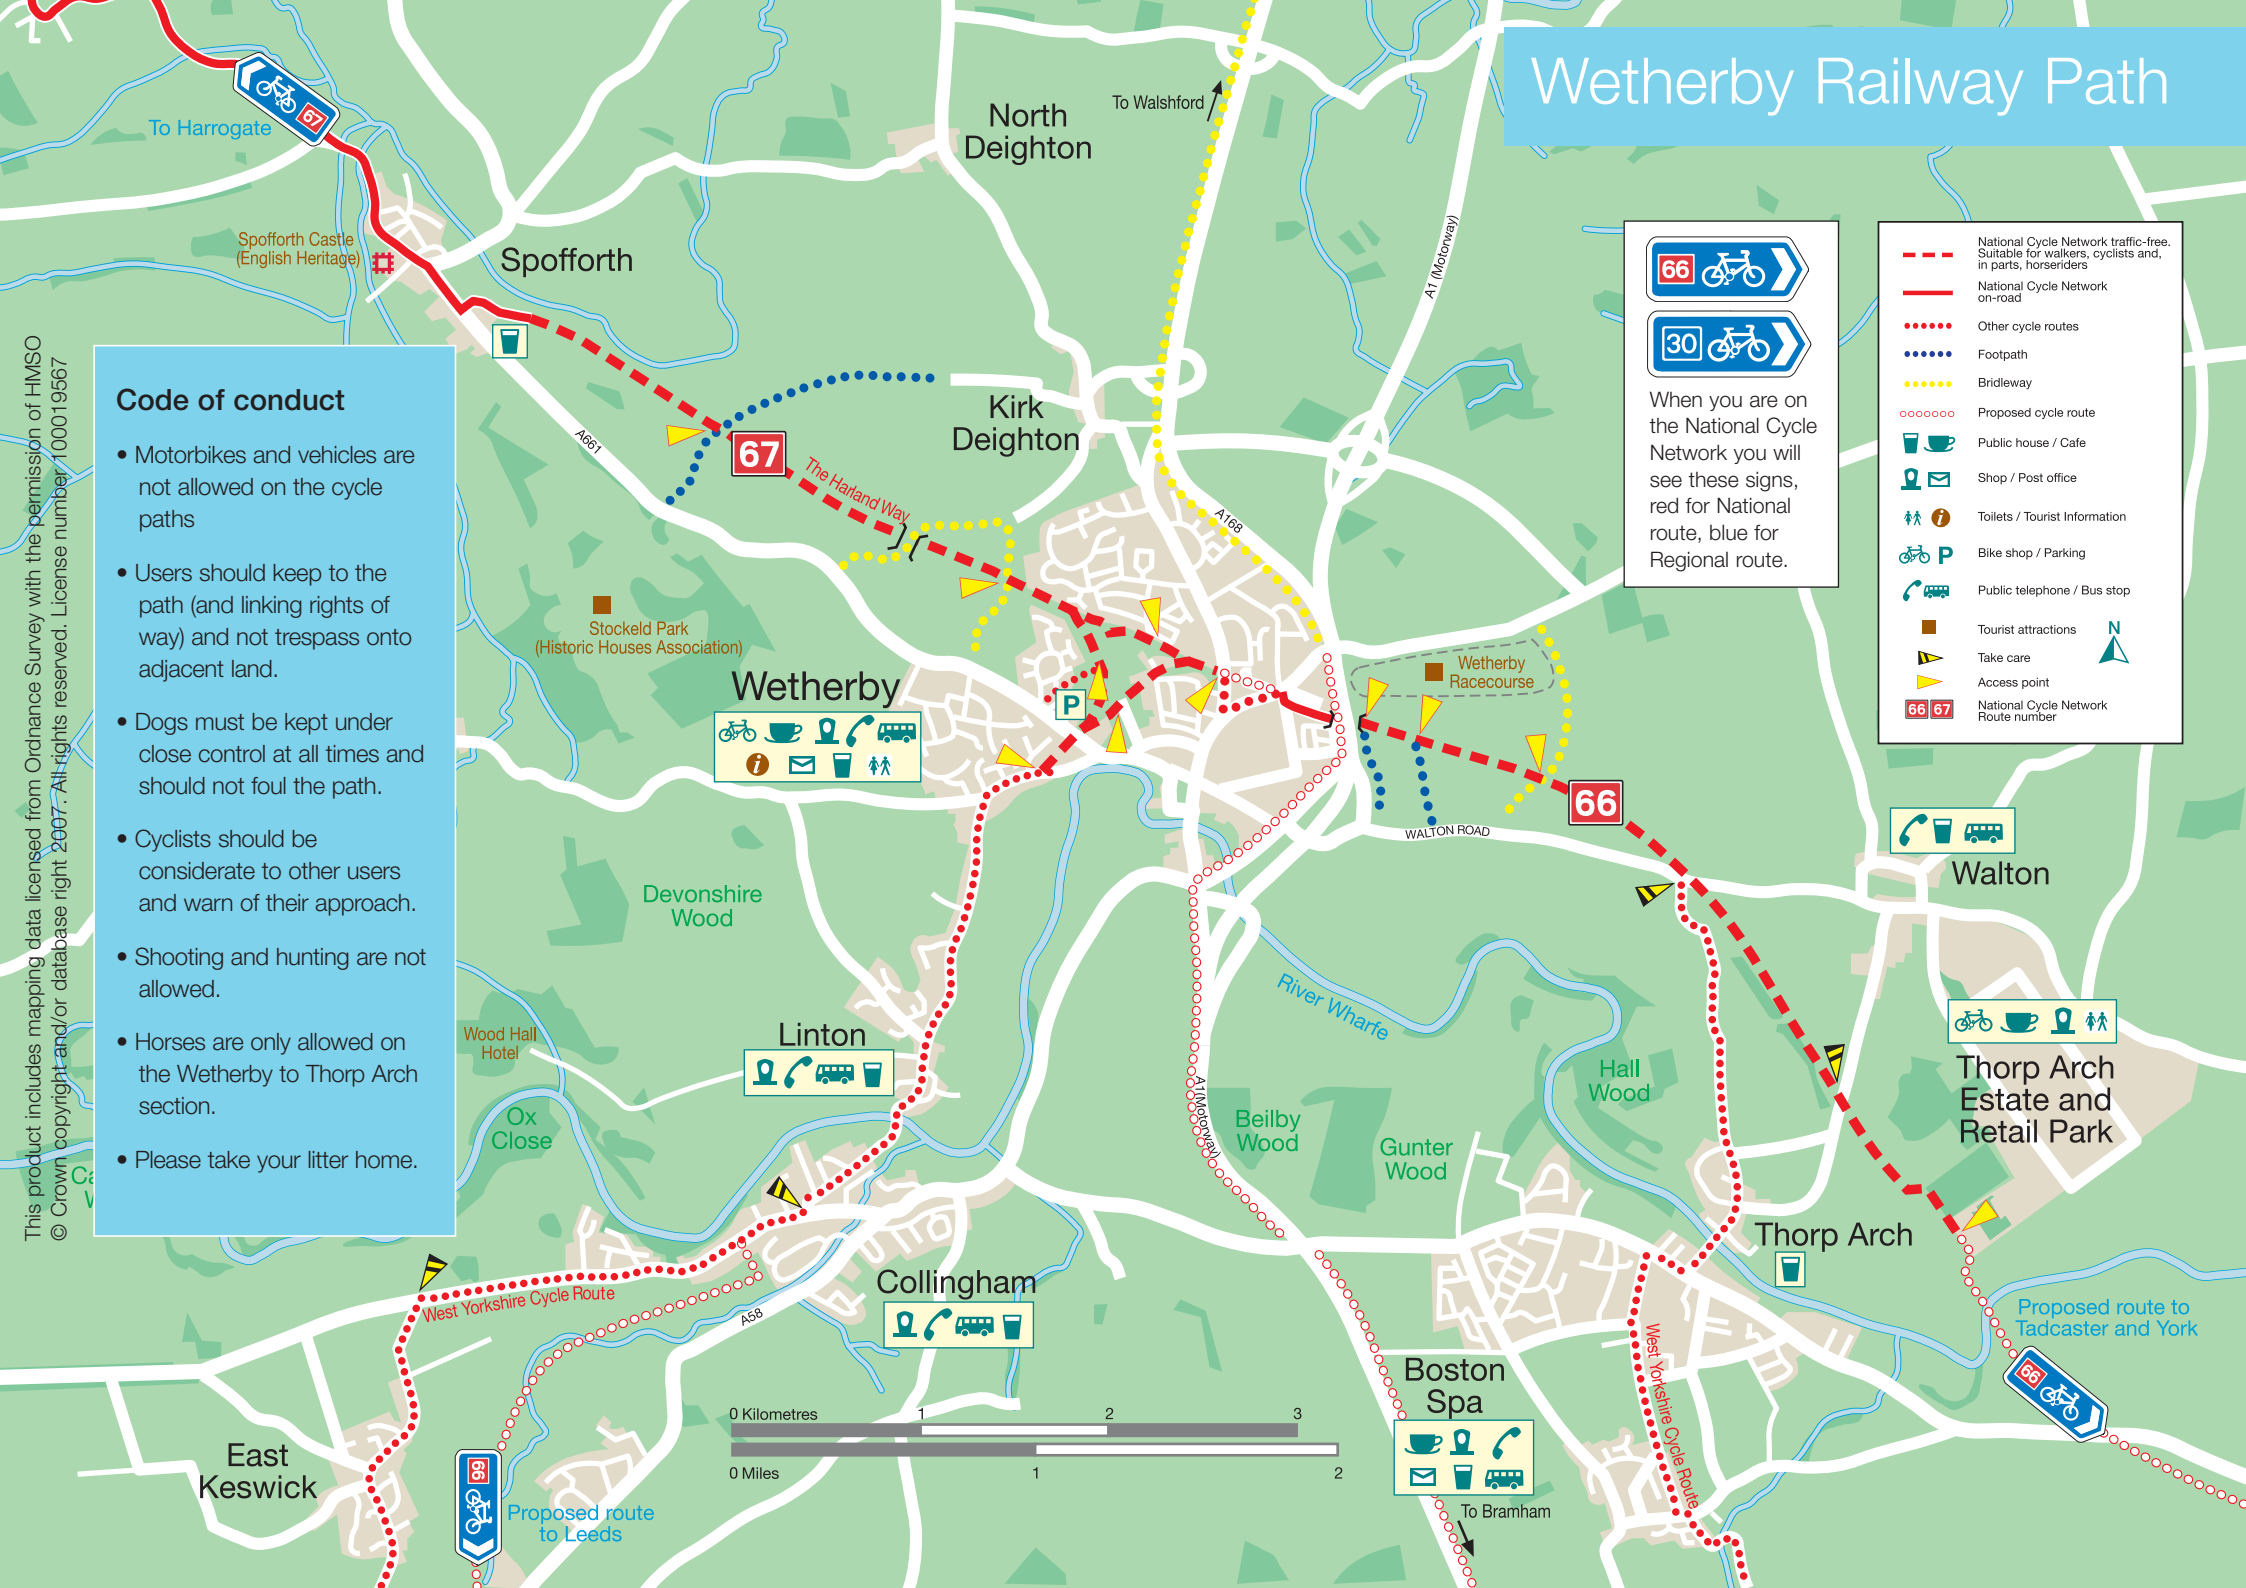 Wetherby Railway Path
This product includes mapping data licensed from Ordnance Survey with the permission of HMSO
© Crown copyright and/or database right 2007. All rights reserved. License number 100019567
Code of conduct
• Motorbikes and vehicles are
not allowed on the cycle
paths
• Users should keep to the
path (and linking rights of
way) and not trespass onto
adjacent land.
• Dogs must be kept under
close control at all times and
should not foul the path.
• Cyclists should be
considerate to other users
and warn of their approach.
• Shooting and hunting are not
allowed.
• Horses are only allowed on
the Wetherby to Thorp Arch
section.
• Please take your litter home.
66
30
When you are on
the National Cycle
Network you will
see these signs,
red for National
route, blue for
Regional route.
National Cycle Network traffic-free.
Suitable for walkers, cyclists and,
in parts, horseriders
National Cycle Network
on-road
Other cycle routes
Footpath
Bridleway
Proposed cycle route
Public house / Cafe
Shop / Post office
i
Toilets / Tourist Information
P
Bike shop / Parking
Public telephone / Bus stop
Tourist attractions
N
Take care
Access point
66 67
National Cycle Network
Route number
67
To Harrogate
North
Deighton
To Walshford
A1 (Motorway)
Spofforth Castle
(English Heritage)
Spofforth
Kirk
Deighton
A661
67
The Harland Way
A168
Stockeld Park
(Historic Houses Association)
Wetherby
i
P
Wetherby
Racecourse
66
WALTON ROAD
Walton
Devonshire
Wood
River Wharfe
Linton
Wood Hall
Hotel
Ox
Close
A1(Motorway)
Beilby
Wood
Gunter
Wood
Hall
Wood
Thorp Arch
Estate and
Retail Park
Thorp Arch
Collingham
West Yorkshire Cycle Route
A58
Proposed route to
Tadcaster and York
66
Boston
Spa
West Yorkshire Cycle Route
To Bramham
0 Kilometres
1
2
3
0 Miles
1
2
East
Keswick
66
Proposed route
to Leeds